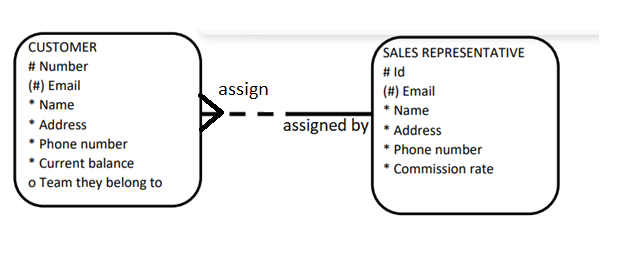 CUSTOMER
# Number
(#) Email
* Name
* Address
* Phone number
* Current balance
o Team they belong to
assign
assigned by
SALES REPRESENTATIVE
# Id
(#) Email
* Name
* Address
* Phone number
* Commission rate